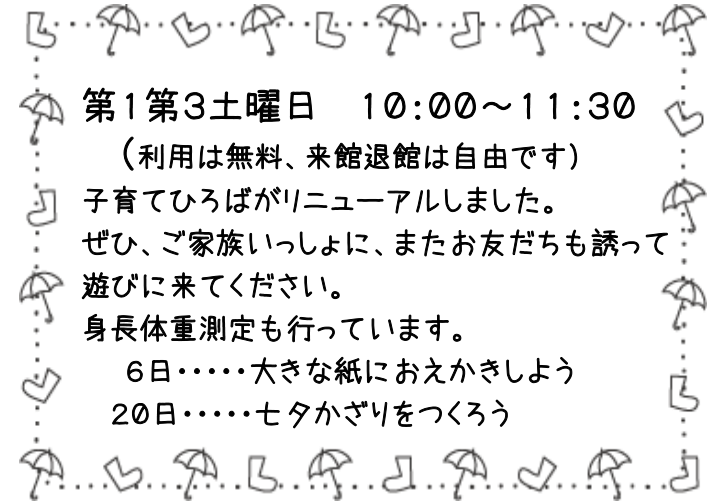 第1第3土曜日　10:00～11:30
（利用は無料、来館退館は自由です）
子育てひろばがリニューアルしました。
ぜひ、ご家族いっしょに、またお友だちも誘って
遊びに来てください。
身長体重測定も行っています。
6日・・・・・大きな紙におえかきしよう
20日・・・・・七夕かざりをつくろう